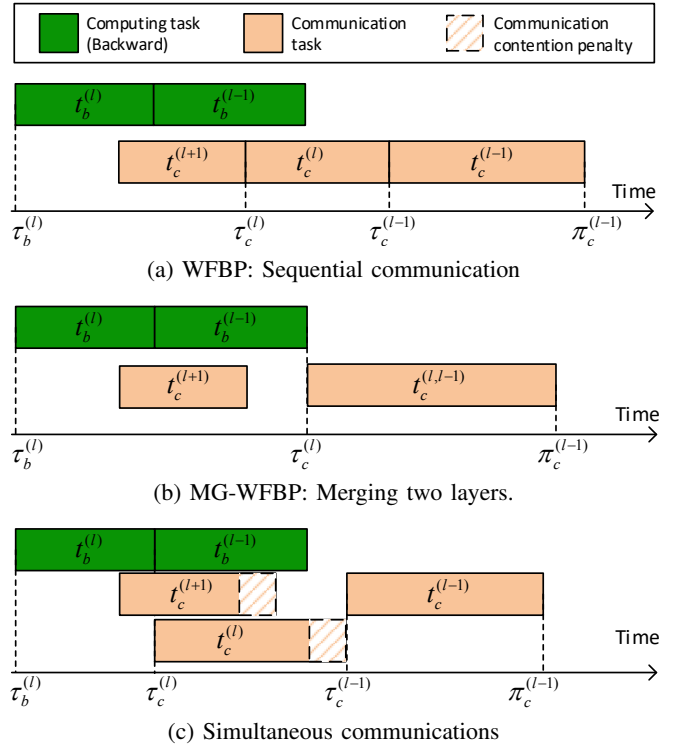 Computing task (Backward)
Communication task
Communication contention penalty
t_b^{(l)} t_b^{(l-1)}
t_c^{(l+1)} t_c^{(l)} t_c^{(l-1)}
Time
τ_b^{(l)} τ_c^{(l)} τ_c^{(l-1)} π_c^{(l-1)}
(a) WFBP: Sequential communication
t_b^{(l)} t_b^{(l-1)}
t_c^{(l+1)} t_c^{(l,l-1)}
Time
τ_b^{(l)} τ_c^{(l)} π_c^{(l-1)}
(b) MG-WFBP: Merging two layers.
t_b^{(l)} t_b^{(l-1)}
t_c^{(l+1)} t_c^{(l-1)}
t_c^{(l)}
Time
τ_b^{(l)} τ_c^{(l)} τ_c^{(l-1)} π_c^{(l-1)}
(c) Simultaneous communications